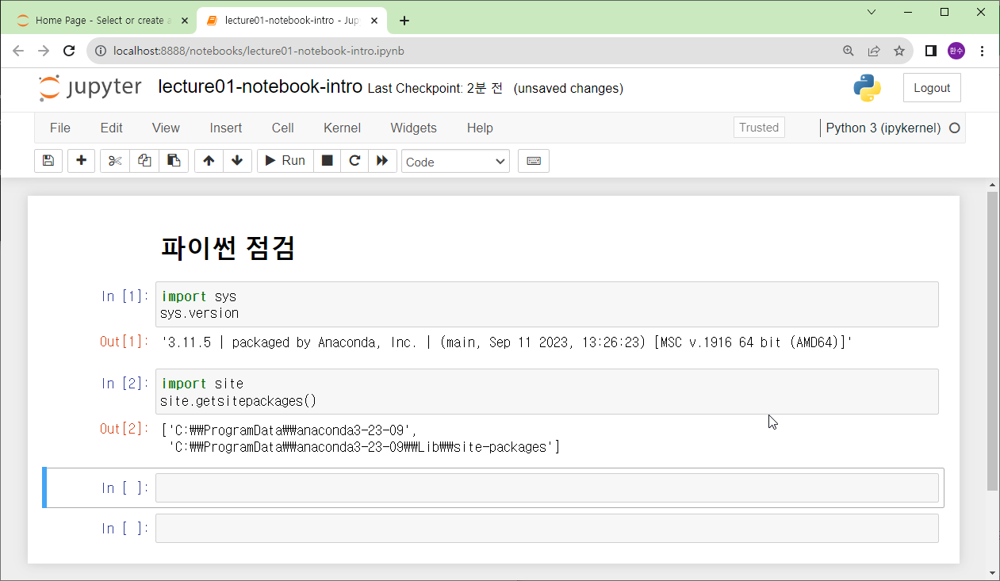 Home Page - Select or create a
lecture01-notebook-intro - Jup
localhost:8888/notebooks/lecture01-notebook-intro.ipynb
환수
jupyter lecture01-notebook-intro Last Checkpoint: 2분 전 (unsaved changes)
Logout
File Edit View Insert Cell Kernel Widgets Help
Trusted
Python 3 (ipykernel)
Run
Code
파이썬 점검
In [1]: import sys
sys.version
Out[1]: '3.11.5 | packaged by Anaconda, Inc. | (main, Sep 11 2023, 13:26:23) [MSC v.1916 64 bit (AMD64)]'
In [2]: import site
site.getsitepackages()
Out[2]: ['C:₩₩ProgramData₩₩anaconda3-23-09',
'C:₩₩ProgramData₩₩anaconda3-23-09₩₩Lib₩₩site-packages']
In [ ]:
In [ ]: